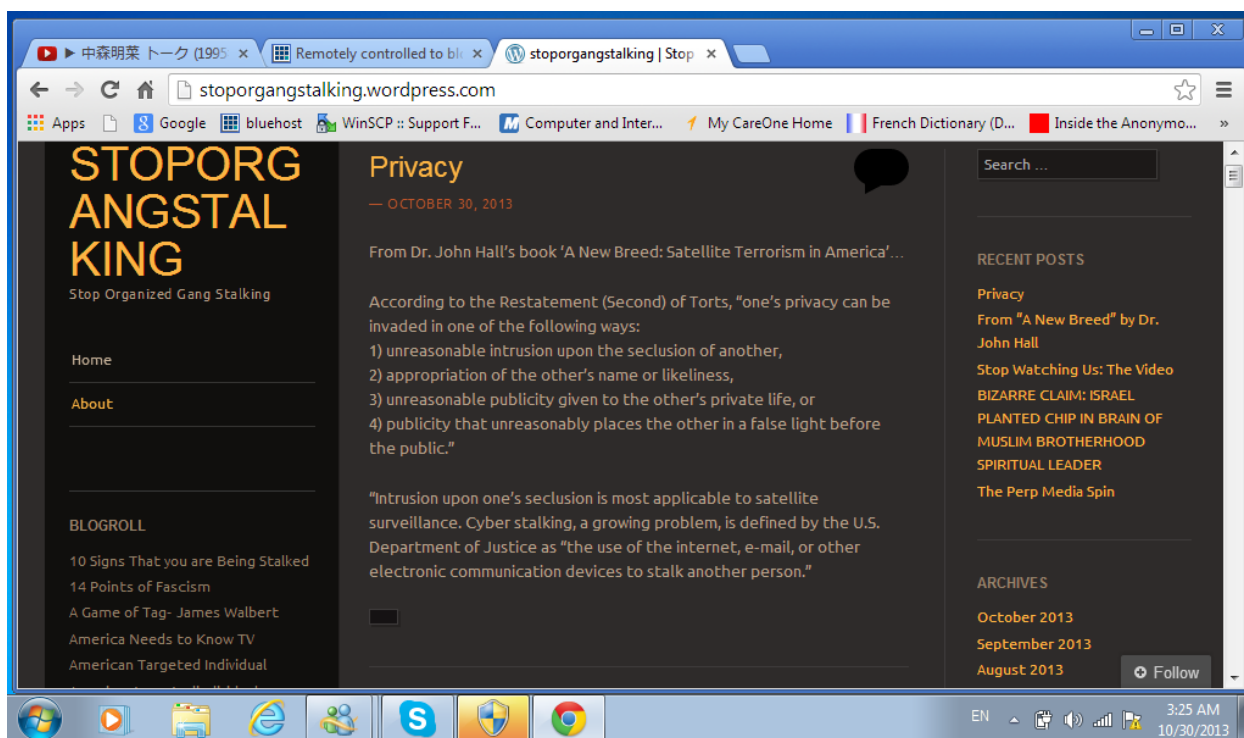 ▶ 中森明菜 トーク (1995
Remotely controlled to bl
stoporgangstalking | Stop
stoporgangstalking.wordpress.com
Apps
Google
bluehost
WinSCP :: Support F...
Computer and Inter...
My CareOne Home
French Dictionary (D...
Inside the Anonymo...
»
STOPORG
ANGSTAL
KING
Stop Organized Gang Stalking
Home
About
BLOGROLL
10 Signs That you are Being Stalked
14 Points of Fascism
A Game of Tag- James Walbert
America Needs to Know TV
American Targeted Individual
Privacy
— OCTOBER 30, 2013
From Dr. John Hall's book 'A New Breed: Satellite Terrorism in America'…
According to the Restatement (Second) of Torts, "one's privacy can be
invaded in one of the following ways:
1) unreasonable intrusion upon the seclusion of another,
2) appropriation of the other's name or likeliness,
3) unreasonable publicity given to the other's private life, or
4) publicity that unreasonably places the other in a false light before
the public."
"Intrusion upon one's seclusion is most applicable to satellite
surveillance. Cyber stalking, a growing problem, is defined by the U.S.
Department of Justice as "the use of the internet, e-mail, or other
electronic communication devices to stalk another person."
Search …
RECENT POSTS
Privacy
From "A New Breed" by Dr.
John Hall
Stop Watching Us: The Video
BIZARRE CLAIM: ISRAEL
PLANTED CHIP IN BRAIN OF
MUSLIM BROTHERHOOD
SPIRITUAL LEADER
The Perp Media Spin
ARCHIVES
October 2013
September 2013
August 2013
Follow
EN
3:25 AM
10/30/2013